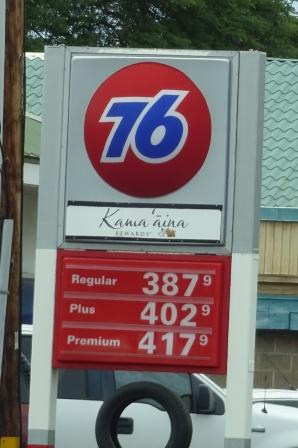 76
Kama'āina
REWARDS®
Regular 387 9
Plus 402 9
Premium 417 9